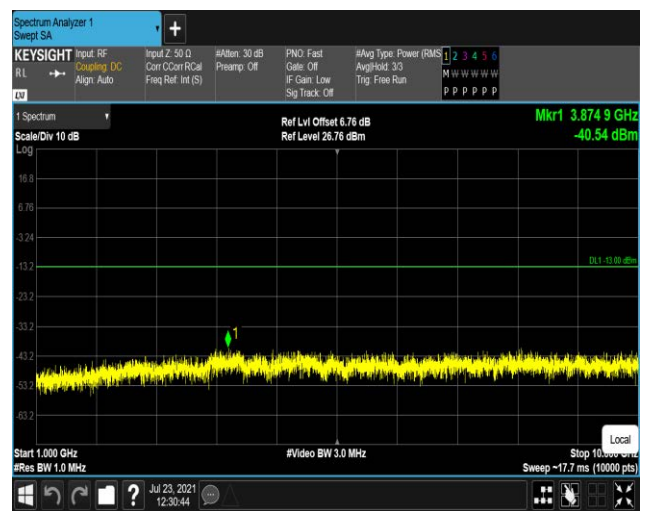 Spectrum Analyzer 1
Swept SA
+
KEYSIGHT
RL
LXI
Input: RF
Coupling: DC
Align: Auto
Input Z: 50 Ω
Corr CCorr RCal
Freq Ref: Int (S)
#Atten: 30 dB
Preamp: Off
PNO: Fast
Gate: Off
IF Gain: Low
Sig Track: Off
#Avg Type: Power (RMS
Avg|Hold: 3/3
Trig: Free Run
1 2 3 4 5 6
M W W W W W
P P P P P P
1 Spectrum
Scale/Div 10 dB
Log
Ref Lvl Offset 6.76 dB
Ref Level 26.76 dBm
Mkr1 3.874 9 GHz
-40.54 dBm
16.8
6.76
-3.24
-13.2
DL1 -13.00 dBm
-23.2
-33.2
1
-43.2
-53.2
-63.2
Local
Start 1.000 GHz
#Res BW 1.0 MHz
#Video BW 3.0 MHz
Stop
Sweep ~17.7 ms (10000 pts)
?
Jul 23, 2021
12:30:44